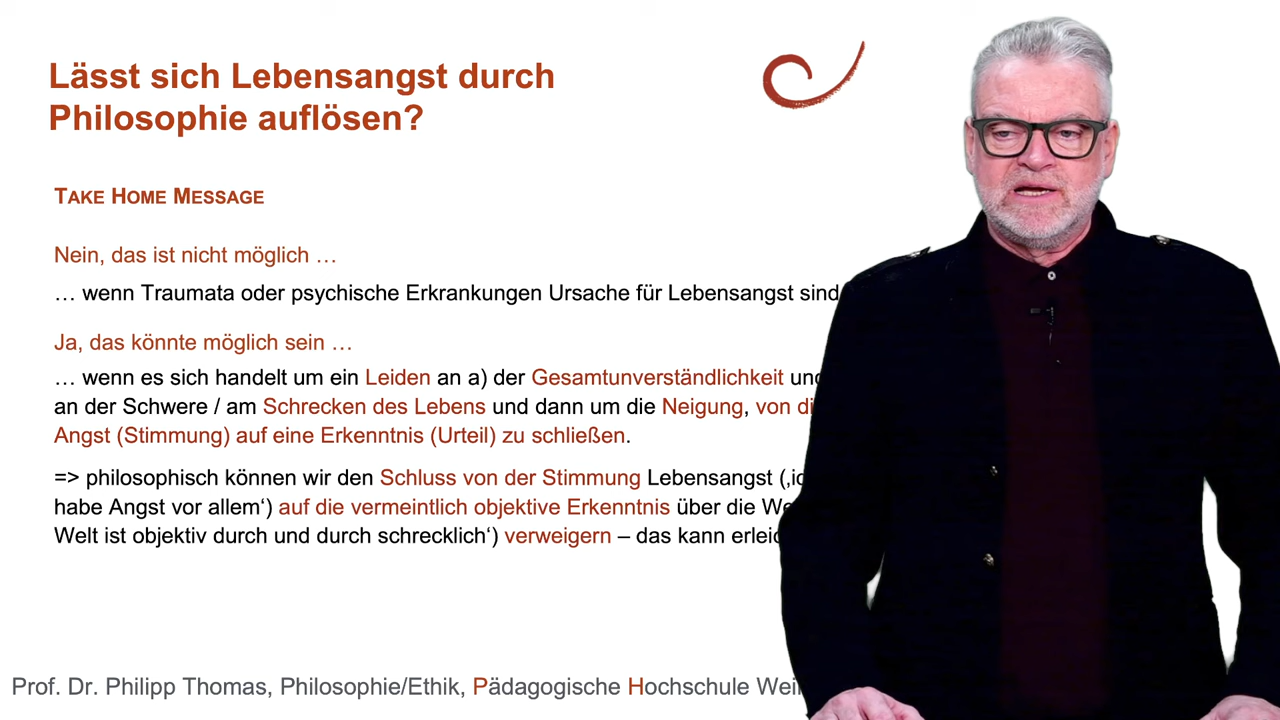 Lässt sich Lebensangst durch
Philosophie auflösen?
TAKE HOME MESSAGE
Nein, das ist nicht möglich …
… wenn Traumata oder psychische Erkrankungen Ursache für Lebensangst sind
Ja, das könnte möglich sein …
… wenn es sich handelt um ein Leiden an a) der Gesamtunverständlichkeit
an der Schwere / am Schrecken des Lebens und dann um die Neigung, von
Angst (Stimmung) auf eine Erkenntnis (Urteil) zu schließen.
=> philosophisch können wir den Schluss von der Stimmung Lebensangst
habe Angst vor allem‘) auf die vermeintlich objektive Erkenntnis über die
Welt ist objektiv durch und durch schrecklich‘) verweigern – das kann
Prof. Dr. Philipp Thomas, Philosophie/Ethik, Pädagogische Hochschule